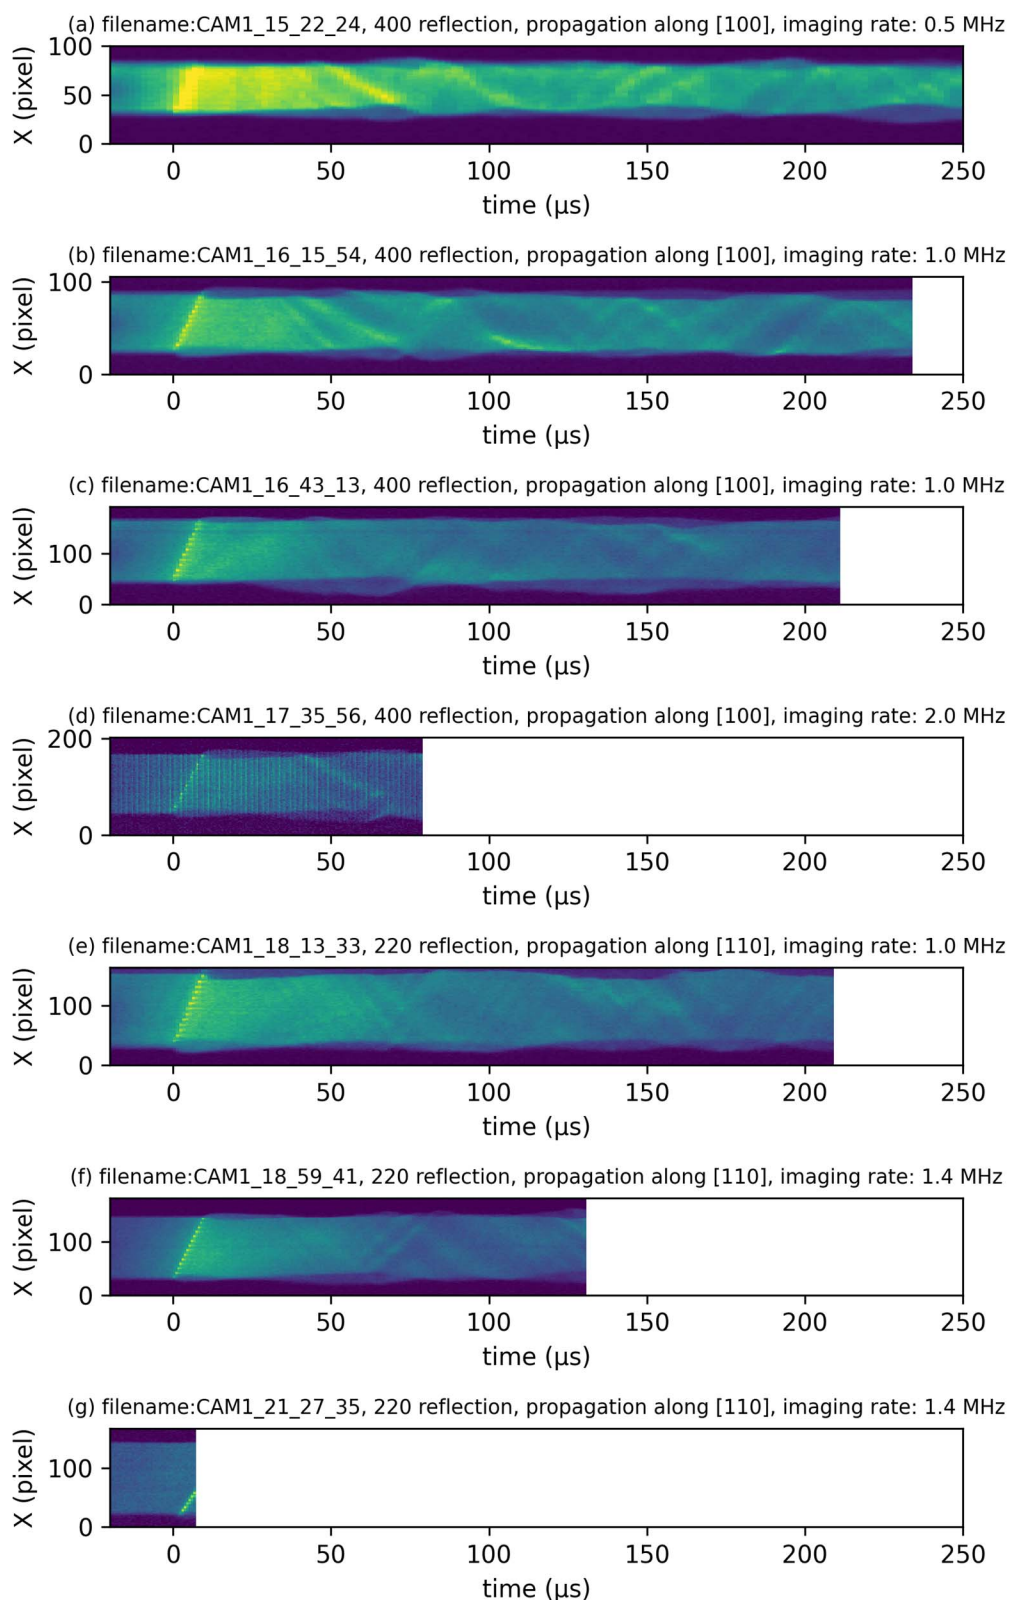 (a) filename:CAM1_15_22_24, 400 reflection, propagation along [100], imaging rate: 0.5 MHz
100
50
0
X (pixel)
0 50 100 150 200 250
time (μs)
(b) filename:CAM1_16_15_54, 400 reflection, propagation along [100], imaging rate: 1.0 MHz
100
0
X (pixel)
0 50 100 150 200 250
time (μs)
(c) filename:CAM1_16_43_13, 400 reflection, propagation along [100], imaging rate: 1.0 MHz
100
0
X (pixel)
0 50 100 150 200 250
time (μs)
(d) filename:CAM1_17_35_56, 400 reflection, propagation along [100], imaging rate: 2.0 MHz
200
0
X (pixel)
0 50 100 150 200 250
time (μs)
(e) filename:CAM1_18_13_33, 220 reflection, propagation along [110], imaging rate: 1.0 MHz
100
0
X (pixel)
0 50 100 150 200 250
time (μs)
(f) filename:CAM1_18_59_41, 220 reflection, propagation along [110], imaging rate: 1.4 MHz
100
0
X (pixel)
0 50 100 150 200 250
time (μs)
(g) filename:CAM1_21_27_35, 220 reflection, propagation along [110], imaging rate: 1.4 MHz
100
0
X (pixel)
0 50 100 150 200 250
time (μs)